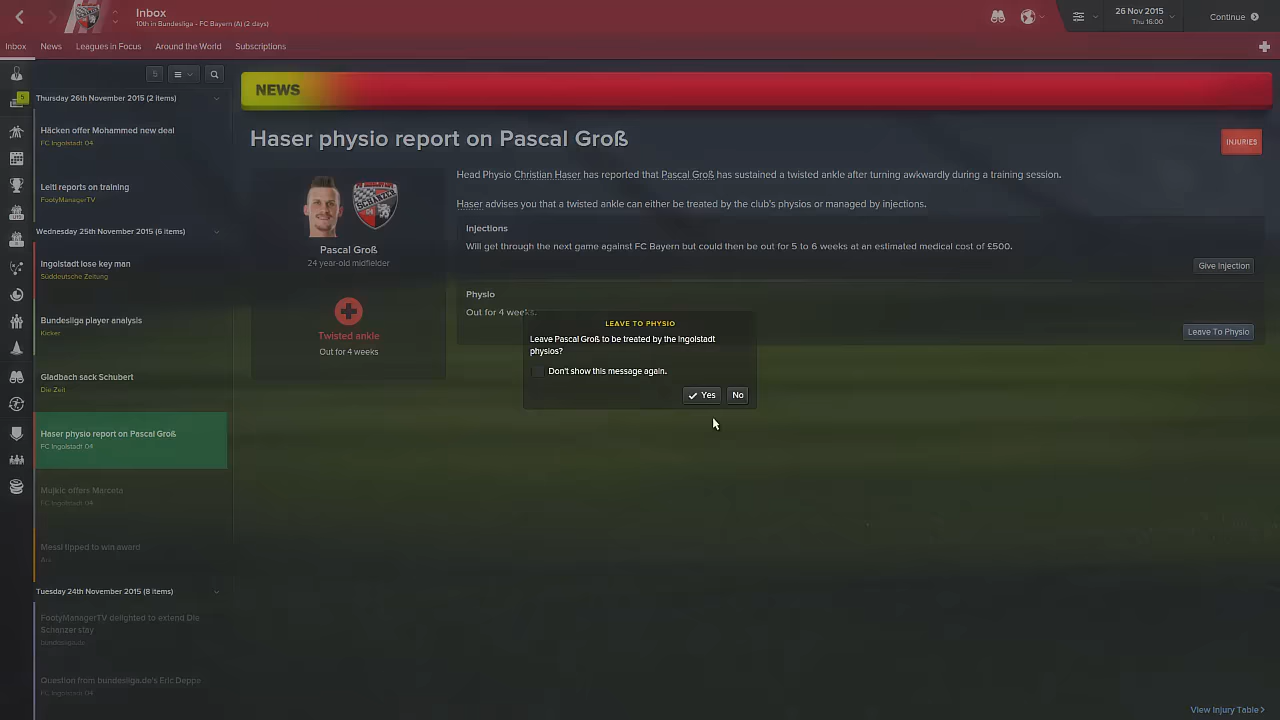 Inbox
10th in Bundesliga - FC Bayern (A) (2 days)
26 Nov 2015
Thu 16:00
Continue
Inbox
News
Leagues in Focus
Around the World
Subscriptions
5
5
Thursday 26th November 2015 (2 items)
Häcken offer Mohammed new deal
FC Ingolstadt 04
Leitl reports on training
FootyManagerTV
Wednesday 25th November 2015 (6 items)
Ingolstadt lose key man
Süddeutsche Zeitung
Bundesliga player analysis
Kicker
Gladbach sack Schubert
Die Zeit
Haser physio report on Pascal Groß
FC Ingolstadt 04
Mujkic offers Marceta
FC Ingolstadt 04
Messi tipped to win award
Tuesday 24th November 2015 (8 items)
FootyManagerTV delighted to extend Die
Schanzer stay
bundesliga.de
Question from bundesliga.de's Eric Deppe
FC Ingolstadt 04
NEWS
Haser physio report on Pascal Groß
INJURIES
Pascal Groß
24 year-old midfielder
Twisted ankle
Out for 4 weeks
Head Physio Christian Haser has reported that Pascal Groß has sustained a twisted ankle after turning awkwardly during a training session.
Haser advises you that a twisted ankle can either be treated by the club's physios or managed by injections.
Injections
Will get through the next game against FC Bayern but could then be out for 5 to 6 weeks at an estimated medical cost of £500.
Give Injection
Physio
Out for 4 weeks.
Leave To Physio
LEAVE TO PHYSIO
Leave Pascal Groß to be treated by the Ingolstadt
physios?
Don't show this message again.
Yes
No
View Injury Table